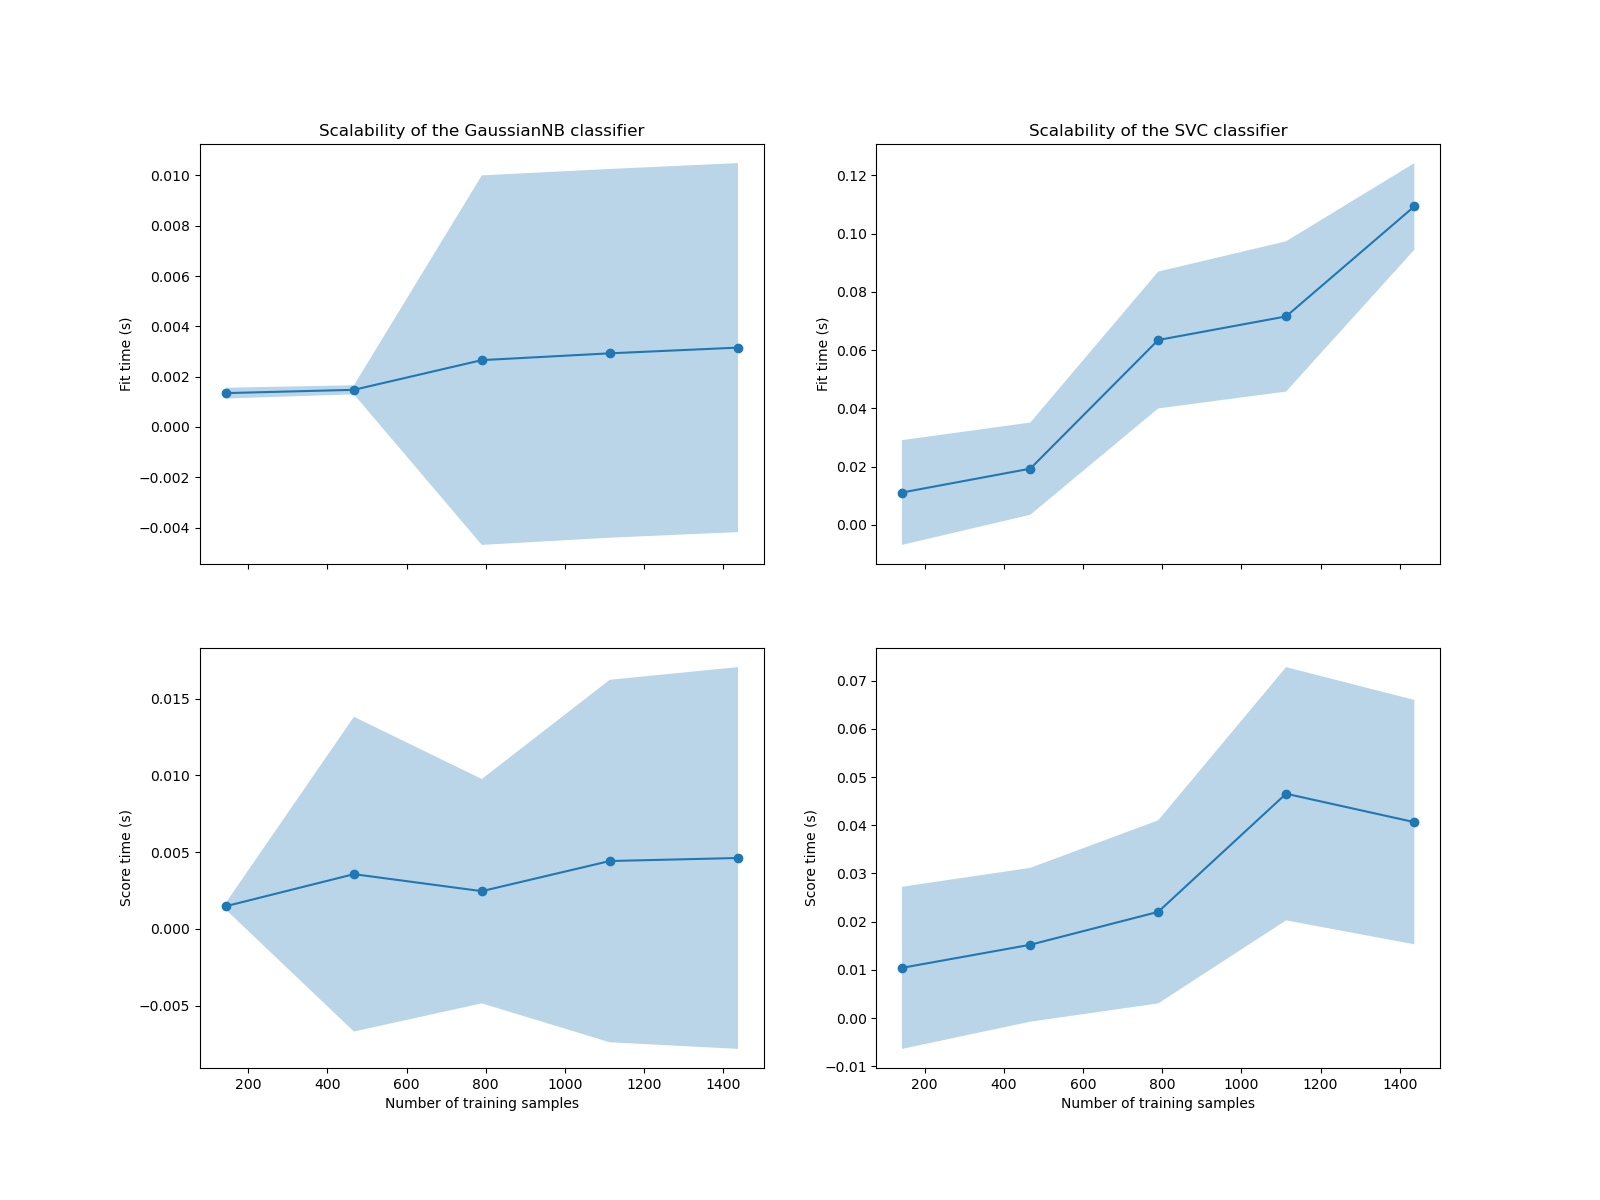 Scalability of the GaussianNB classifier
Fit time (s)
0.010
0.008
0.006
0.004
0.002
0.000
−0.002
−0.004
Scalability of the SVC classifier
Fit time (s)
0.12
0.10
0.08
0.06
0.04
0.02
0.00
Score time (s)
0.015
0.010
0.005
0.000
−0.005
200 400 600 800 1000 1200 1400
Number of training samples
Score time (s)
0.07
0.06
0.05
0.04
0.03
0.02
0.01
0.00
−0.01
200 400 600 800 1000 1200 1400
Number of training samples